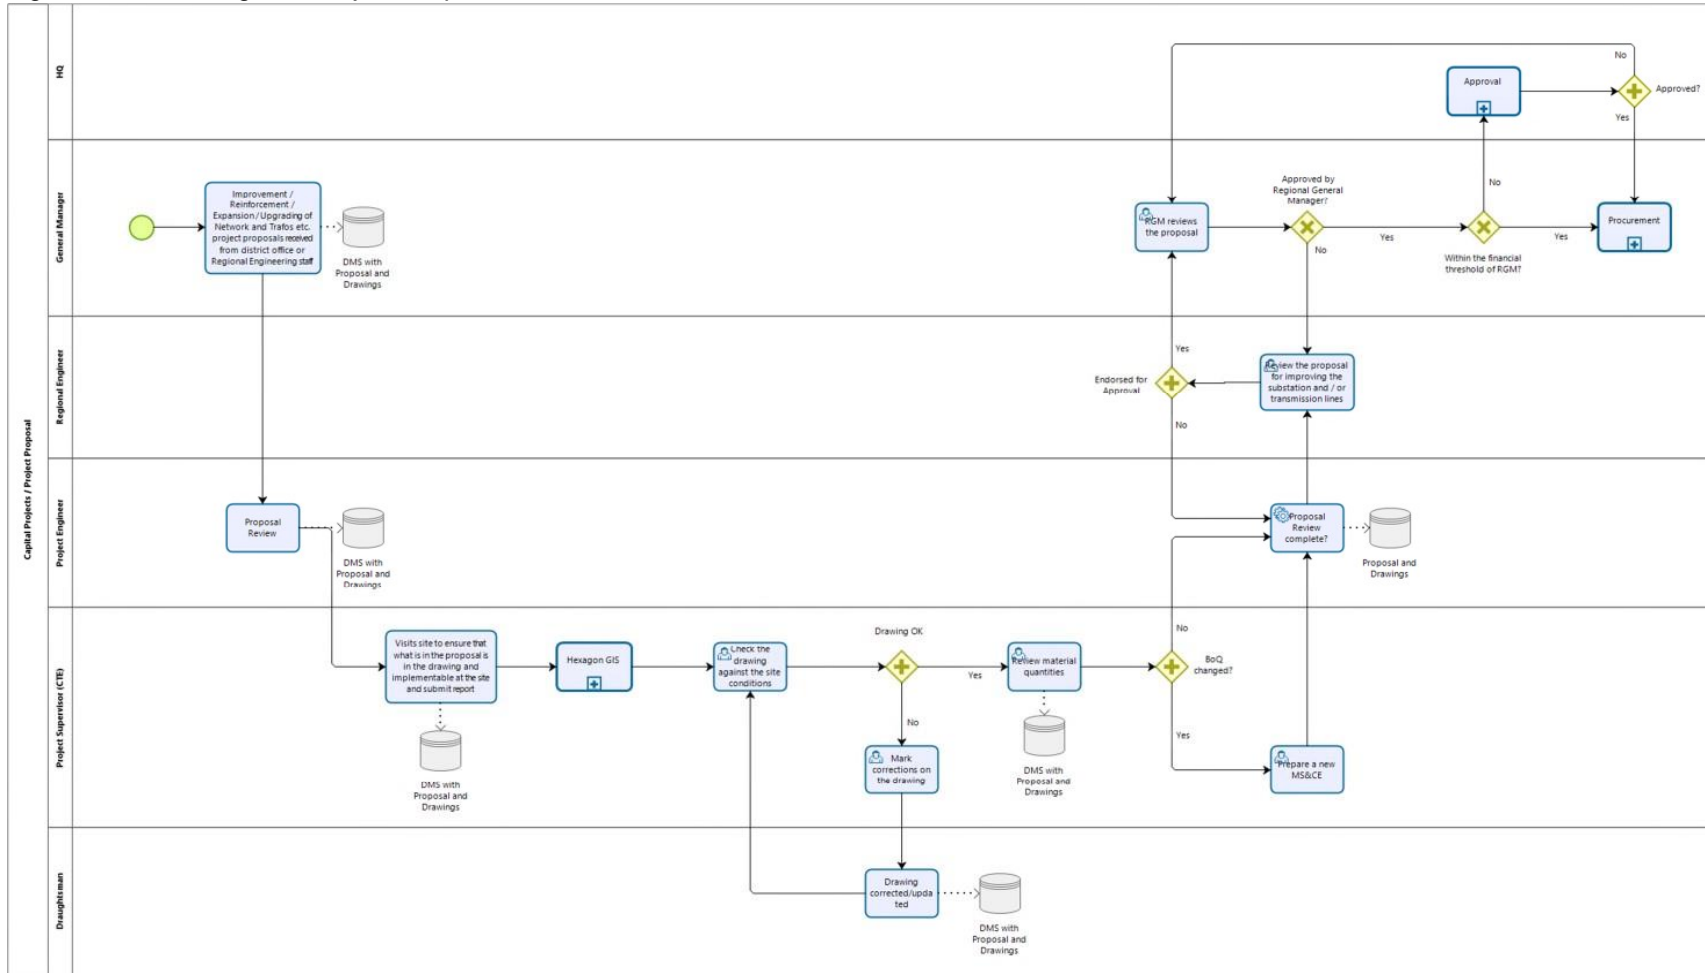 Capital Projects / Project Proposal
HQ
Approval
No
Approved?
Yes
General Manager
Improvement /
Reinforcement /
Expansion / Upgrading of
Network and Trafos etc.
project proposals received
from district office or
Regional Engineering staff
DMS with
Proposal and
Drawings
RGM reviews
the proposal
Approved by
Regional General
Manager?
Yes
No
No
Within the financial
threshold of RGM?
Yes
Procurement
Regional Engineer
Yes
Endorsed for
Approval
No
Review the proposal
for improving the
substation and / or
transmission lines
Project Engineer
Proposal
Review
DMS with
Proposal and
Drawings
Proposal
Review
complete?
Proposal and
Drawings
Project Supervisor (CTE)
Visits site to ensure that
what is in the proposal is
in the drawing and
implementable at the site
and submit report
DMS with
Proposal and
Drawings
Hexagon GIS
Check the
drawing
against the site
conditions
Drawing OK
Yes
No
Mark
corrections on
the drawing
Review material
quantities
DMS with
Proposal and
Drawings
No
BoQ
changed?
Yes
Prepare a new
MS&CE
Draughtsman
Drawing
corrected/upda
ted
DMS with
Proposal and
Drawings